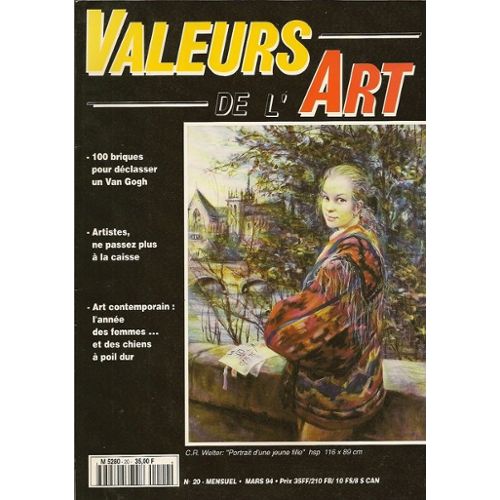 VALEURS
DE L' ART
- 100 briques
pour déclasser
un Van Gogh
- Artistes,
ne passez plus
à la caisse
- Art contemporain :
l'année
des femmes ...
et des chiens
à poil dur
C.R. Welter: "Portrait d'une jeune fille" hsp 116 x 89 cm
M 5280 - 20 - 35,00 F
N· 20 - MENSUEL • MARS 94 • Prix 35FF/210 FB/ 10 FS/8 $ CAN